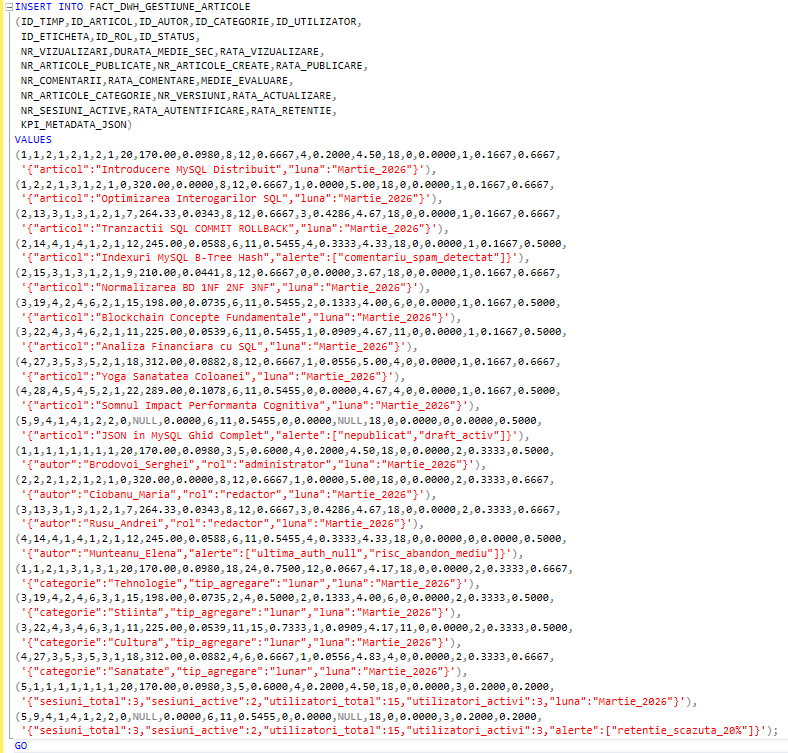 INSERT INTO FACT_DWH_GESTIUNE_ARTICOLE
(ID_TIMP,ID_ARTICOL,ID_AUTOR,ID_CATEGORIE,ID_UTILIZATOR,
ID_ETICHETA,ID_ROL,ID_STATUS,
NR_VIZUALIZARI,DURATA_MEDIE_SEC,RATA_VIZUALIZARE,
NR_ARTICOLE_PUBLICATE,NR_ARTICOLE_CREATE,RATA_PUBLICARE,
NR_COMENTARII,RATA_COMENTARE,MEDIE_EVALUARE,
NR_ARTICOLE_CATEGORIE,NR_VERSIUNI,RATA_ACTUALIZARE,
NR_SESIUNI_ACTIVE,RATA_AUTENTIFICARE,RATA_RETENTIE,
KPI_METADATA_JSON)
VALUES
(1,1,2,1,2,1,2,1,20,170.00,0.0980,8,12,0.6667,4,0.2000,4.50,18,0,0.0000,1,0.1667,0.6667,
'{"articol":"Introducere MySQL Distribuit","luna":"Martie_2026"}'),
(1,2,2,1,3,1,2,1,0,320.00,0.0000,8,12,0.6667,1,0.0000,5.00,18,0,0.0000,1,0.1667,0.6667,
'{"articol":"Optimizarea Interogarilor SQL","luna":"Martie_2026"}'),
(2,13,3,1,3,1,2,1,7,264.33,0.0343,8,12,0.6667,3,0.4286,4.67,18,0,0.0000,1,0.1667,0.6667,
'{"articol":"Tranzactii SQL COMMIT ROLLBACK","luna":"Martie_2026"}'),
(2,14,4,1,4,1,2,1,12,245.00,0.0588,6,11,0.5455,4,0.3333,4.33,18,0,0.0000,1,0.1667,0.5000,
'{"articol":"Indexuri MySQL B-Tree Hash","alerte":["comentariu_spam_detectat"]}'),
(2,15,3,1,3,1,2,1,9,210.00,0.0441,8,12,0.6667,0,0.0000,3.67,18,0,0.0000,1,0.1667,0.6667,
'{"articol":"Normalizarea BD 1NF 2NF 3NF","luna":"Martie_2026"}'),
(3,19,4,2,4,6,2,1,15,198.00,0.0735,6,11,0.5455,2,0.1333,4.00,6,0,0.0000,1,0.1667,0.5000,
'{"articol":"Blockchain Concepte Fundamentale","luna":"Martie_2026"}'),
(3,22,4,3,4,6,2,1,11,225.00,0.0539,6,11,0.5455,1,0.0909,4.67,11,0,0.0000,1,0.1667,0.5000,
'{"articol":"Analiza Financiara cu SQL","luna":"Martie_2026"}'),
(4,27,3,5,3,5,2,1,18,312.00,0.0882,8,12,0.6667,1,0.0556,5.00,4,0,0.0000,1,0.1667,0.6667,
'{"articol":"Yoga Sanatatea Coloanei","luna":"Martie_2026"}'),
(4,28,4,5,4,5,2,1,22,289.00,0.1078,6,11,0.5455,0,0.0000,4.67,4,0,0.0000,1,0.1667,0.5000,
'{"articol":"Somnul Impact Performanta Cognitiva","luna":"Martie_2026"}'),
(5,9,4,1,4,1,2,2,0,NULL,0.0000,6,11,0.5455,0,0.0000,NULL,18,0,0.0000,0,0.0000,0.5000,
'{"articol":"JSON in MySQL Ghid Complet","alerte":["nepublicat","draft_activ"]}'),
(1,1,1,1,1,1,1,1,20,170.00,0.0980,3,5,0.6000,4,0.2000,4.50,18,0,0.0000,2,0.3333,0.5000,
'{"autor":"Brodovoi_Serghei","rol":"administrator","luna":"Martie_2026"}'),
(2,2,2,1,2,1,2,1,0,320.00,0.0000,8,12,0.6667,1,0.0000,5.00,18,0,0.0000,2,0.3333,0.6667,
'{"autor":"Ciobanu_Maria","rol":"redactor","luna":"Martie_2026"}'),
(3,13,3,1,3,1,2,1,7,264.33,0.0343,8,12,0.6667,3,0.4286,4.67,18,0,0.0000,2,0.3333,0.6667,
'{"autor":"Rusu_Andrei","rol":"redactor","luna":"Martie_2026"}'),
(4,14,4,1,4,1,2,1,12,245.00,0.0588,6,11,0.5455,4,0.3333,4.33,18,0,0.0000,0,0.0000,0.5000,
'{"autor":"Munteanu_Elena","alerte":["ultima_auth_null","risc_abandon_mediu"]}'),
(1,1,2,1,3,1,3,1,20,170.00,0.0980,18,24,0.7500,12,0.0667,4.17,18,0,0.0000,2,0.3333,0.6667,
'{"categorie":"Tehnologie","tip_agregare":"lunar","luna":"Martie_2026"}'),
(3,19,4,2,4,6,3,1,15,198.00,0.0735,2,4,0.5000,2,0.1333,4.00,6,0,0.0000,2,0.3333,0.5000,
'{"categorie":"Stiinta","tip_agregare":"lunar","luna":"Martie_2026"}'),
(3,22,4,3,4,6,3,1,11,225.00,0.0539,11,15,0.7333,1,0.0909,4.17,11,0,0.0000,2,0.3333,0.5000,
'{"categorie":"Cultura","tip_agregare":"lunar","luna":"Martie_2026"}'),
(4,27,3,5,3,5,3,1,18,312.00,0.0882,4,6,0.6667,1,0.0556,4.83,4,0,0.0000,2,0.3333,0.6667,
'{"categorie":"Sanatate","tip_agregare":"lunar","luna":"Martie_2026"}'),
(5,1,1,1,1,1,1,1,20,170.00,0.0980,3,5,0.6000,4,0.2000,4.50,18,0,0.0000,3,0.2000,0.2000,
'{"sesiuni_total":3,"sesiuni_active":2,"utilizatori_total":15,"utilizatori_activi":3,"luna":"Martie_2026"}'),
(5,9,4,1,4,1,2,2,0,NULL,0.0000,6,11,0.5455,0,0.0000,NULL,18,0,0.0000,3,0.2000,0.2000,
'{"sesiuni_total":3,"sesiuni_active":2,"utilizatori_total":15,"utilizatori_activi":3,"alerte":["retentie_scazuta_20%"]}');
GO